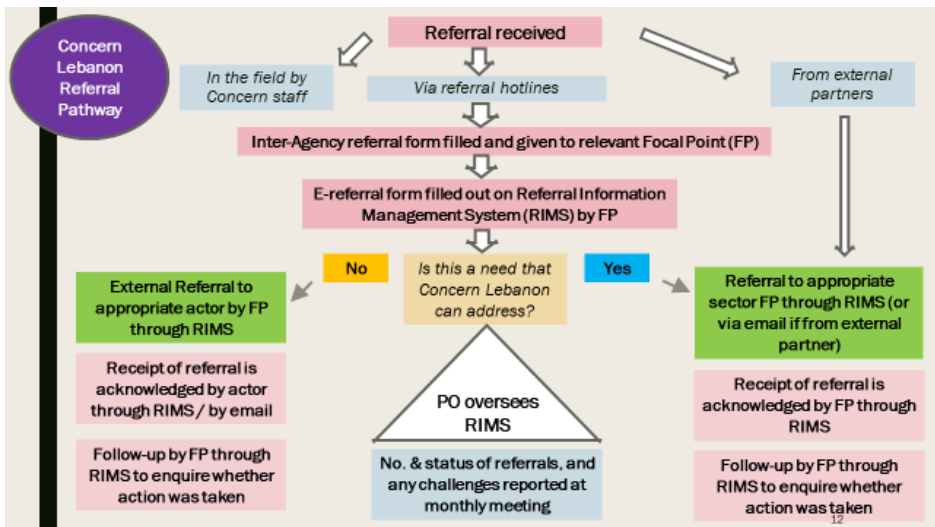 Concern
Lebanon
Referral
Pathway
Referral received
In the field by
Concern staff
Via referral hotlines
From external
partners
Inter-Agency referral form filled and given to relevant Focal Point (FP)
E-referral form filled out on Referral Information
Management System (RIMS) by FP
No
Is this a need that
Concern Lebanon
can address?
Yes
External Referral to
appropriate actor by FP
through RIMS
Referral to appropriate
sector FP through RIMS (or
via email if from external
partner)
Receipt of referral is
acknowledged by actor
through RIMS / by email
PO oversees
RIMS
Receipt of referral is
acknowledged by FP through
RIMS
Follow-up by FP through
RIMS to enquire whether
action was taken
No. & status of referrals, and
any challenges reported at
monthly meeting
Follow-up by FP through
RIMS to enquire whether
action was taken
12